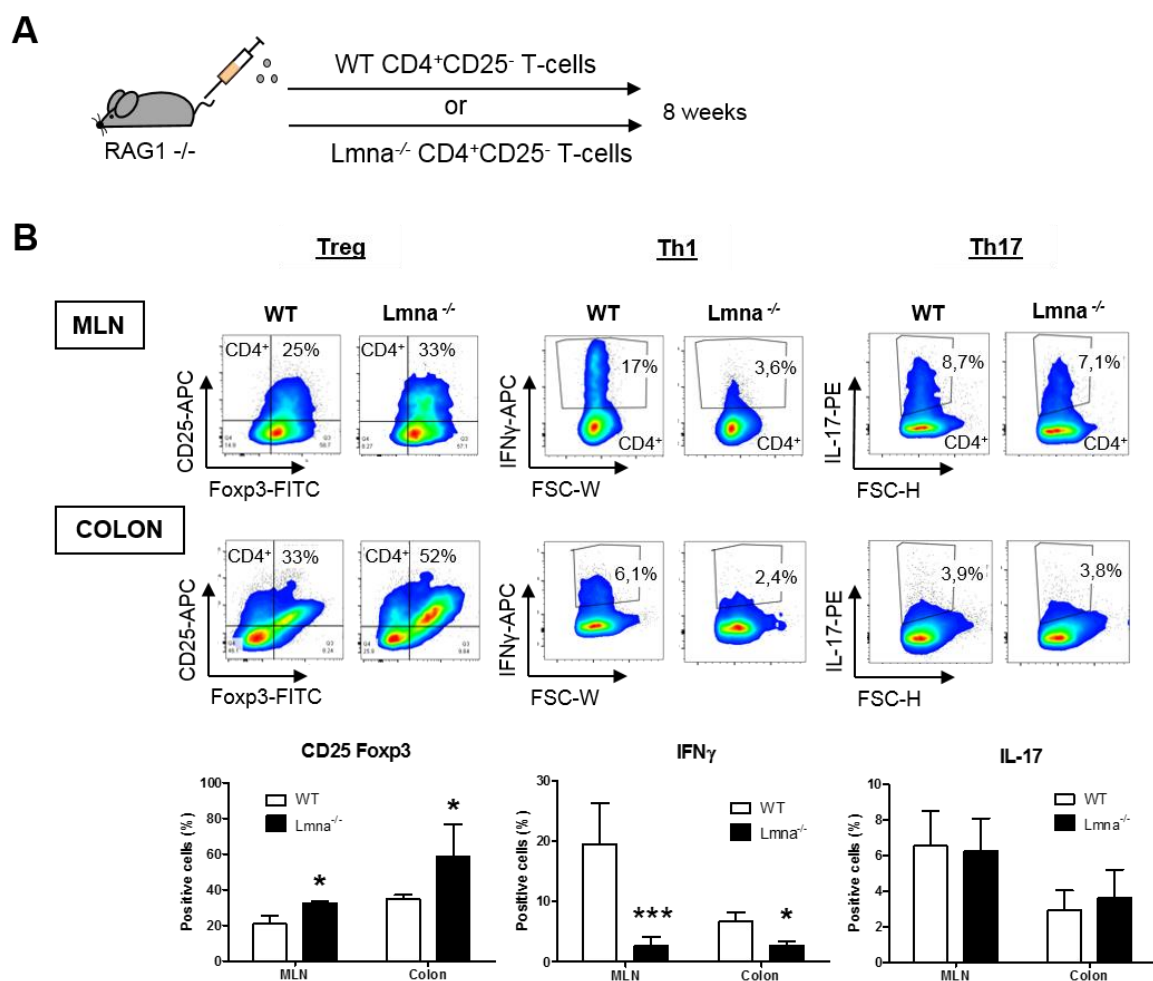 A
WT CD4⁺CD25⁻ T-cells
or
8 weeks
RAG1 -/-
Lmna⁻/⁻ CD4⁺CD25⁻ T-cells
B
Treg Th1 Th17
MLN
WT Lmna ⁻/⁻ WT Lmna ⁻/⁻ WT Lmna ⁻/⁻
CD4⁺ 25% CD4⁺ 33% 17% 3,6% 8,7% 7,1%
CD4⁺ CD4⁺ CD4⁺ CD4⁺
CD25-APC IFNγ-APC IL-17-PE
Foxp3-FITC FSC-W FSC-H
COLON
CD4⁺ 33% CD4⁺ 52% 6,1% 2,4% 3,9% 3,8%
CD25-APC IFNγ-APC IL-17-PE
Foxp3-FITC FSC-W FSC-H
CD25 Foxp3
Positive cells (%)
100
80
60
40
20
0
WT
Lmna⁻/⁻
* *
MLN Colon
IFNγ
Positive cells (%)
30
20
10
0
WT
Lmna⁻/⁻
*** *
MLN Colon
IL-17
Positive cells (%)
10
8
6
4
2
0
WT
Lmna⁻/⁻
MLN Colon